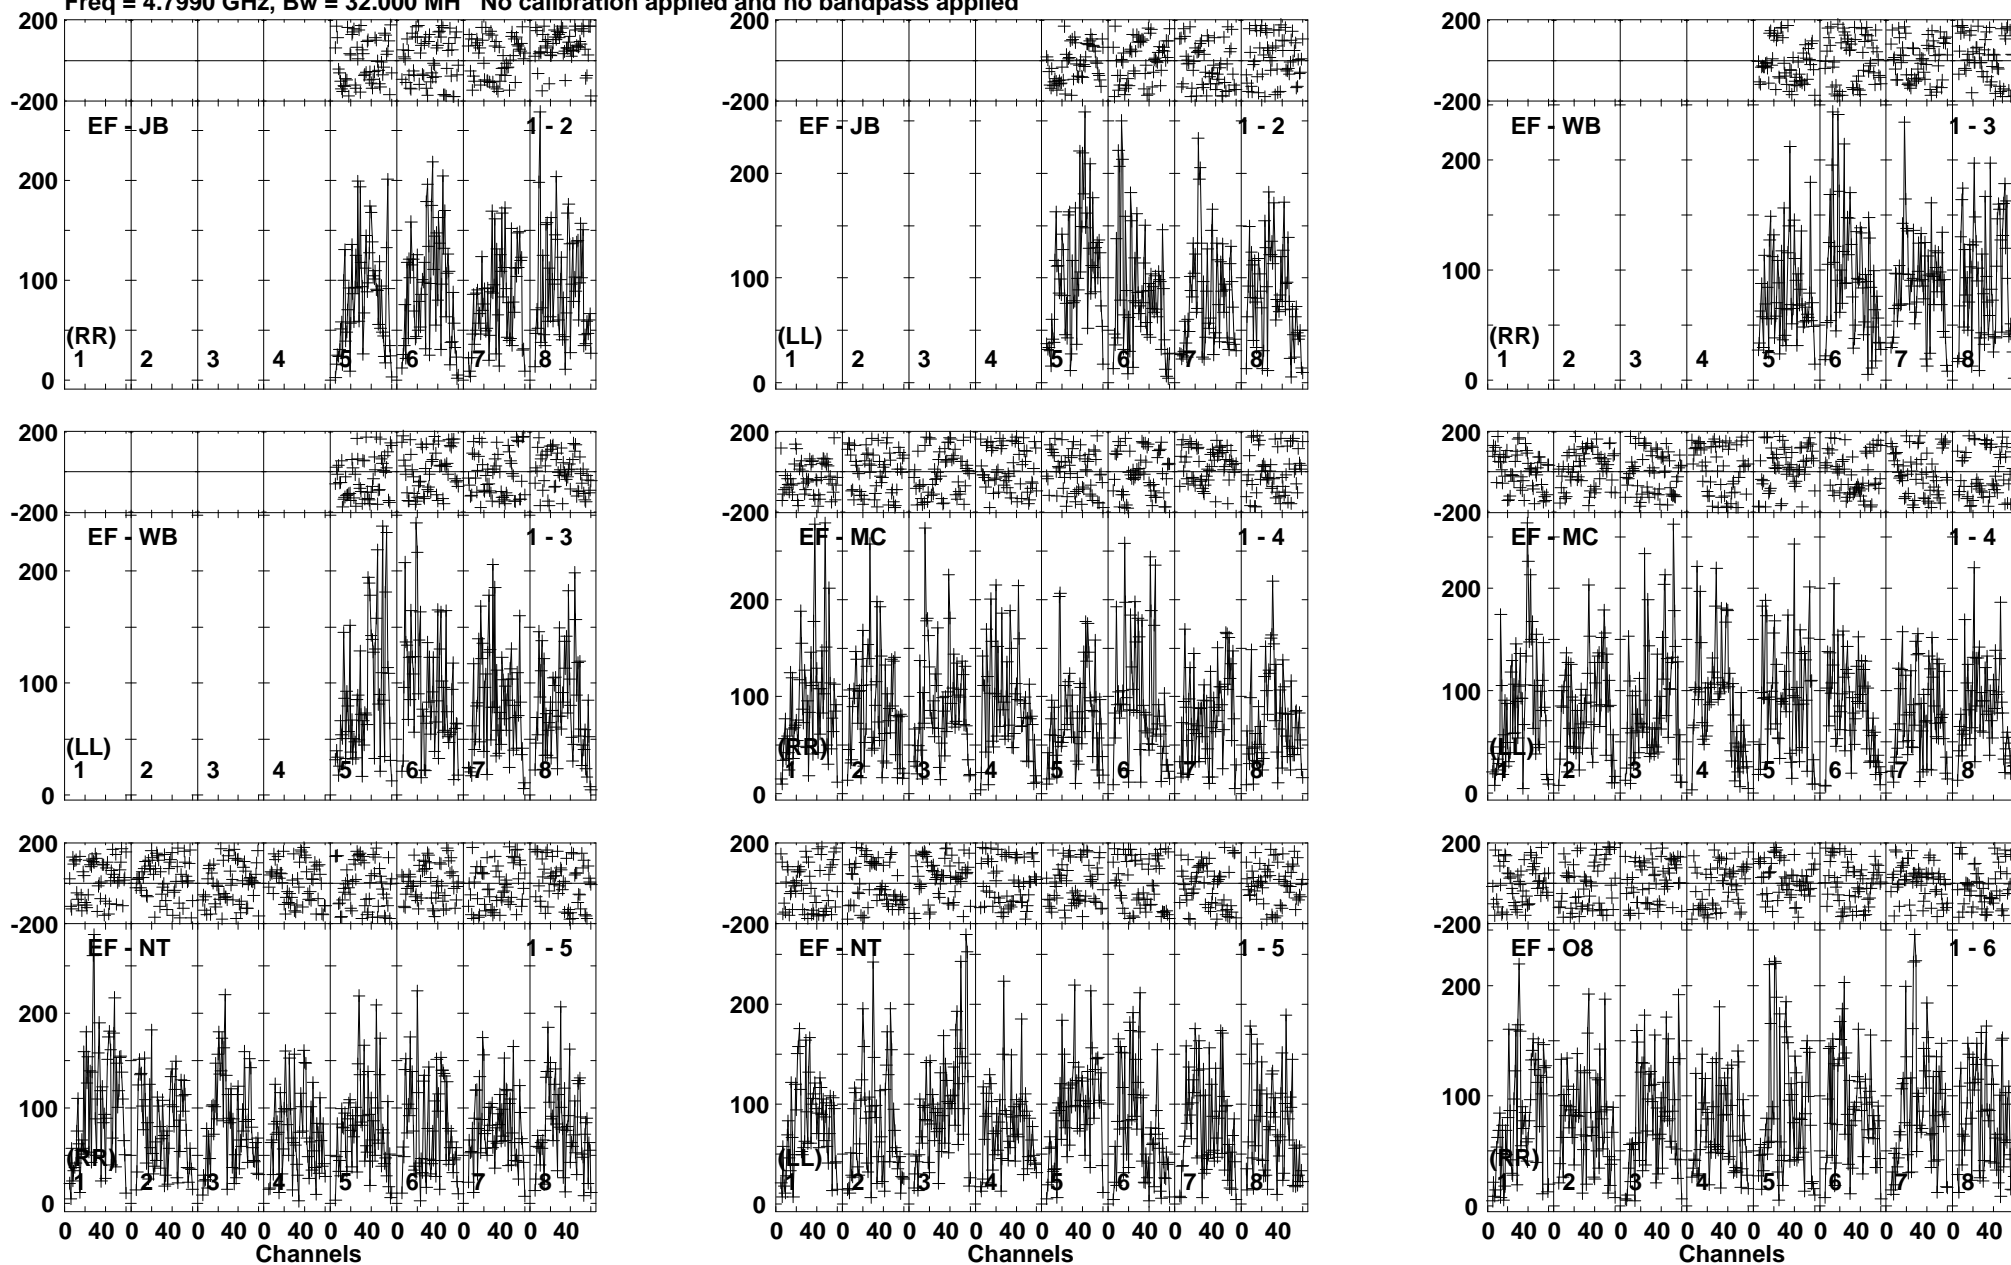 Freq = 4.7990 GHz, Bw = 32.000 MH No calibration applied and no bandpass applied
200 200 200
-200 -200 -200
EF - JB 1 - 2 EF - JB 1 - 2 EF - WB 1 - 3
200 200 200
100 100 100
(RR) (LL) (RR)
1 2 3 4 5 6 7 8 1 2 3 4 5 6 7 8 1 2 3 4 5 6 7 8
0 0 0
200 200 200
-200 -200 -200
EF - WB 1 - 3 EF - MC 1 - 4 EF - MC 1 - 4
200 200 200
100 100 100
(LL) (RR) (LL)
1 2 3 4 5 6 7 8 1 2 3 4 5 6 7 8 1 2 3 4 5 6 7 8
0 0 0
200 200 200
-200 -200 -200
EF - NT 1 - 5 EF - NT 1 - 5 EF - O8 1 - 6
200 200 200
100 100 100
(RR) (LL) (RR)
1 2 3 4 5 6 7 8 1 2 3 4 5 6 7 8 1 2 3 4 5 6 7 8
0 0 0
0 40 0 40 0 40 0 40 0 40 0 40 0 40 0 40 0 40 0 40 0 40 0 40 0 40 0 40 0 40 0 40 0 40 0 40 0 40 0 40 0 40 0 40 0 40 0 40
Channels Channels Channels